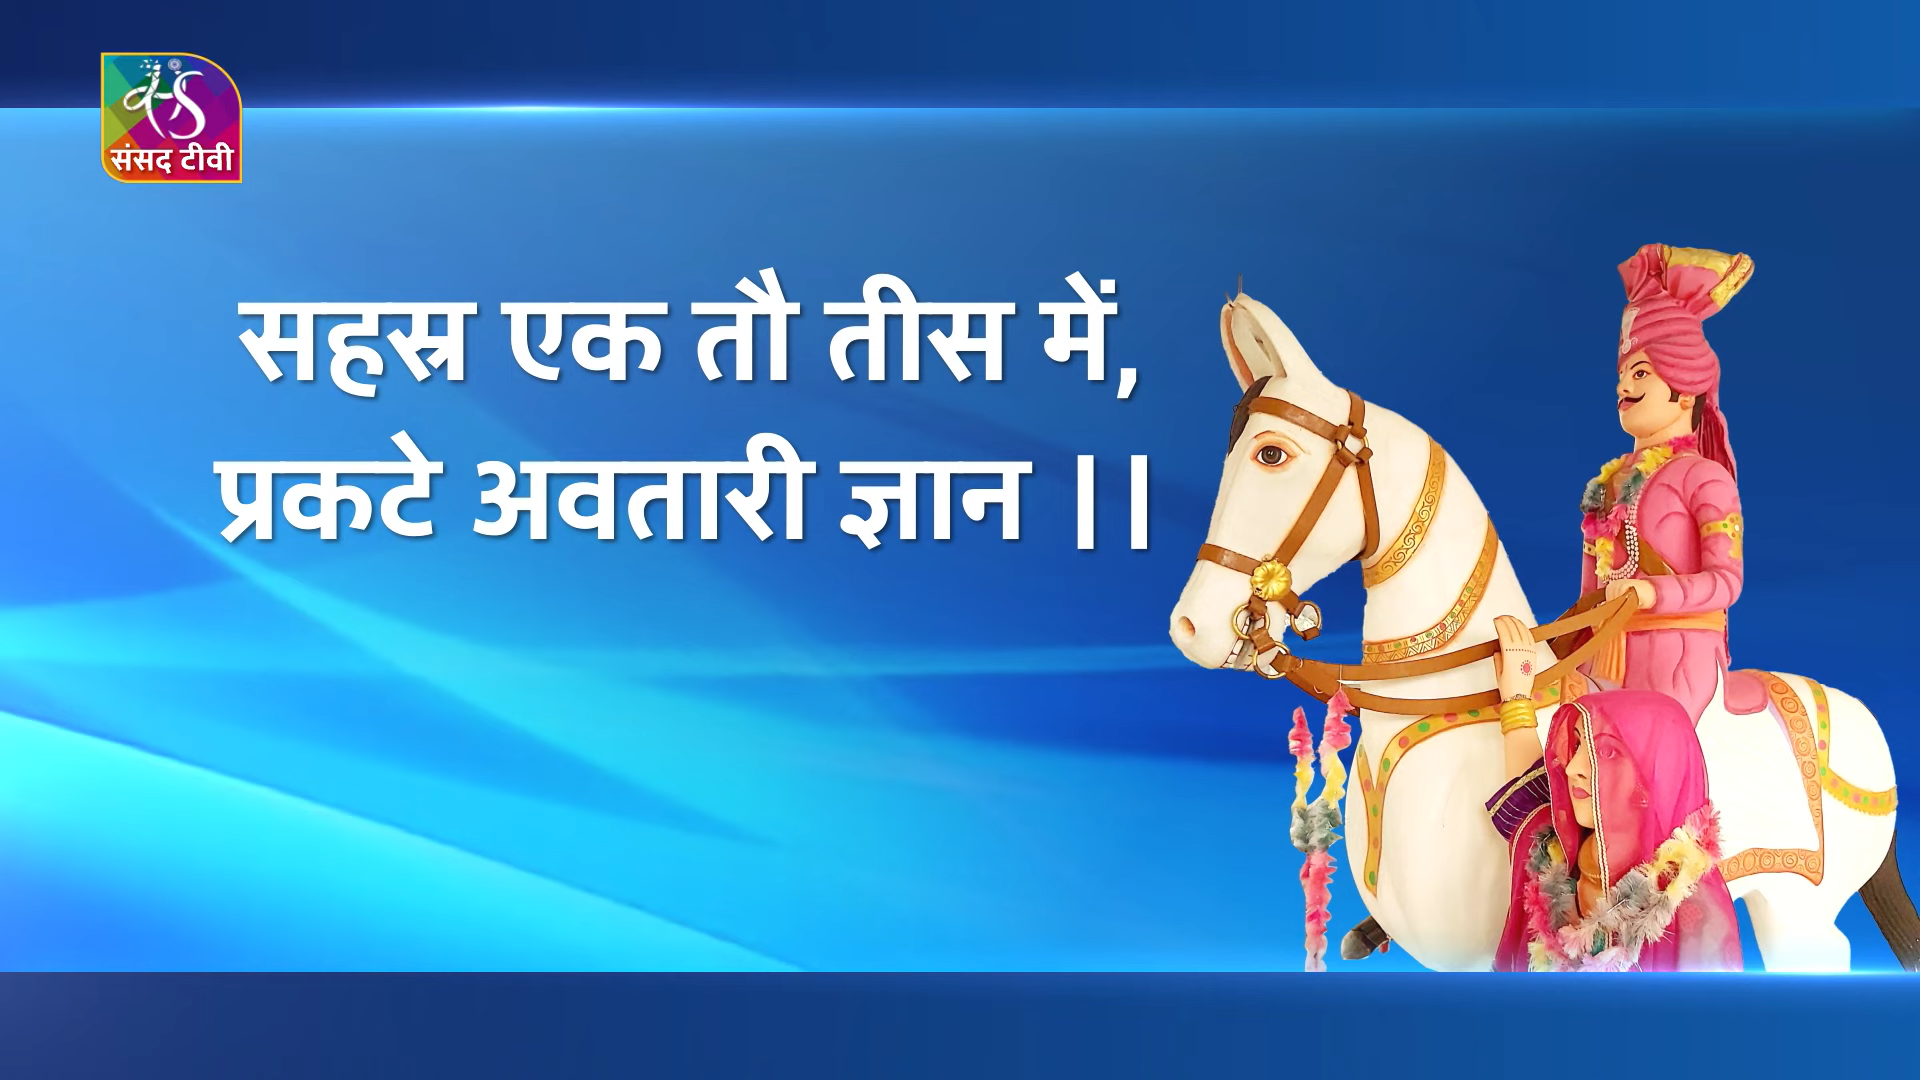 संसद टीवी
सहस्र एक तौ तीस में,
प्रकटे अवतारी ज्ञान ।।